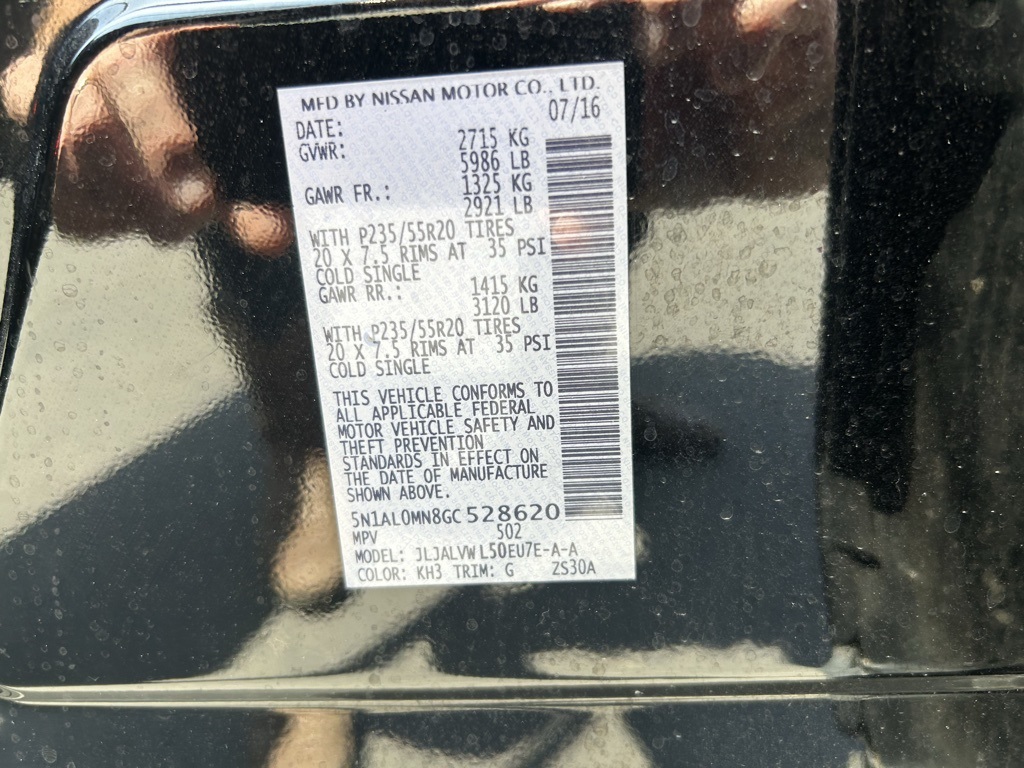 MFD BY NISSAN MOTOR CO., LTD.
DATE: 07/16
GVWR: 2715 KG
5986 LB
GAWR FR.: 1325 KG
2921 LB
WITH P235/55R20 TIRES
20 X 7.5 RIMS AT 35 PSI
COLD SINGLE
GAWR RR.: 1415 KG
3120 LB
WITH P235/55R20 TIRES
20 X 7.5 RIMS AT 35 PSI
COLD SINGLE
THIS VEHICLE CONFORMS TO
ALL APPLICABLE FEDERAL
MOTOR VEHICLE SAFETY AND
THEFT PREVENTION
STANDARDS IN EFFECT ON
THE DATE OF MANUFACTURE
SHOWN ABOVE.
5N1AL0MN8GC528620
MPV 502
MODEL: JLJALVWL50EU7E-A-A
COLOR: KH3 TRIM: G ZS30A